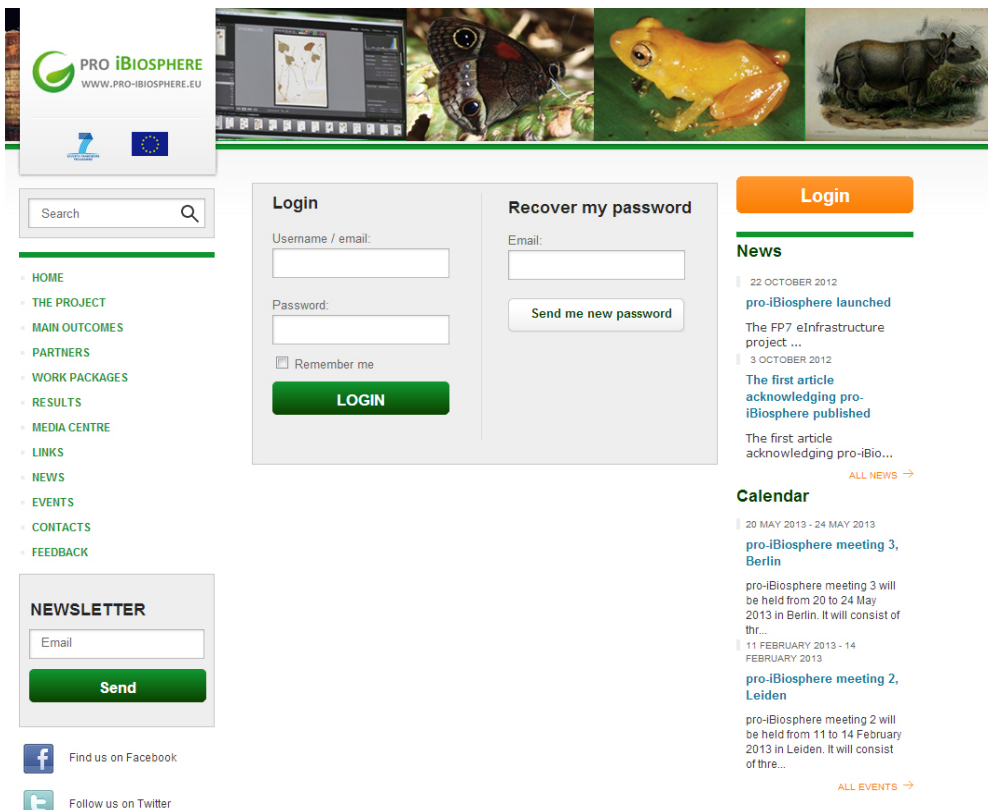 PRO iBIOSPHERE
WWW.PRO-IBIOSPHERE.EU
7
Search
HOME
THE PROJECT
MAIN OUTCOMES
PARTNERS
WORK PACKAGES
RESULTS
MEDIA CENTRE
LINKS
NEWS
EVENTS
CONTACTS
FEEDBACK
NEWSLETTER
Email
Send
Find us on Facebook
Follow us on Twitter
Login
Username / email:
Password:
Remember me
LOGIN
Recover my password
Email:
Send me new password
Login
News
22 OCTOBER 2012
pro-iBiosphere launched
The FP7 eInfrastructure
project ...
3 OCTOBER 2012
The first article
acknowledging pro-
iBiosphere published
The first article
acknowledging pro-iBio...
ALL NEWS
Calendar
20 MAY 2013 - 24 MAY 2013
pro-iBiosphere meeting 3,
Berlin
pro-iBiosphere meeting 3 will
be held from 20 to 24 May
2013 in Berlin. It will consist of
thr...
11 FEBRUARY 2013 - 14
FEBRUARY 2013
pro-iBiosphere meeting 2,
Leiden
pro-iBiosphere meeting 2 will
be held from 11 to 14 February
2013 in Leiden. It will consist
of thre...
ALL EVENTS